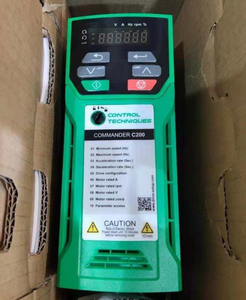 V A Hz rpm %
CONTROL
TECHNIQUES
COMMANDER C200
01 Minimum speed (Hz)
02 Maximum speed (Hz)
03 Acceleration rate (Sec)
04 Deceleration rate (Sec)
05 Drive configuration
06 Motor rated A
07 Motor rated rpm
08 Motor rated V
09 Motor rated cosφ
10 Parameter access
CAUTION
10mins